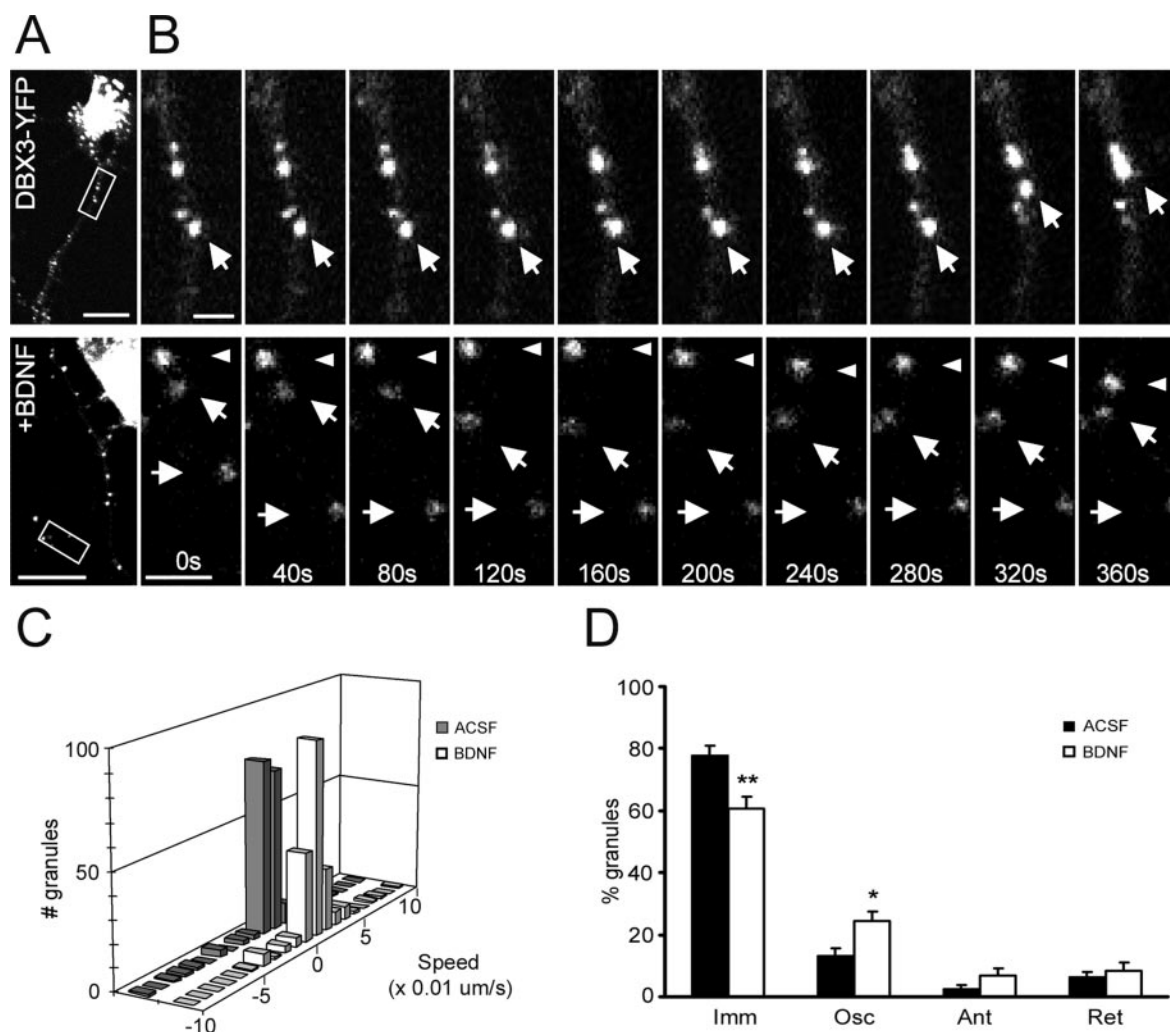 A B
DBX3-YFP
+BDNF
0s 40s 80s 120s 160s 200s 240s 280s 320s 360s
C
# granules
100
50
0
ACSF
BDNF
10
5
0
-5
-10
Speed
(x 0.01 um/s)
D
% granules
100
80
60
40
20
0
ACSF
BDNF
**
*
Imm Osc Ant Ret